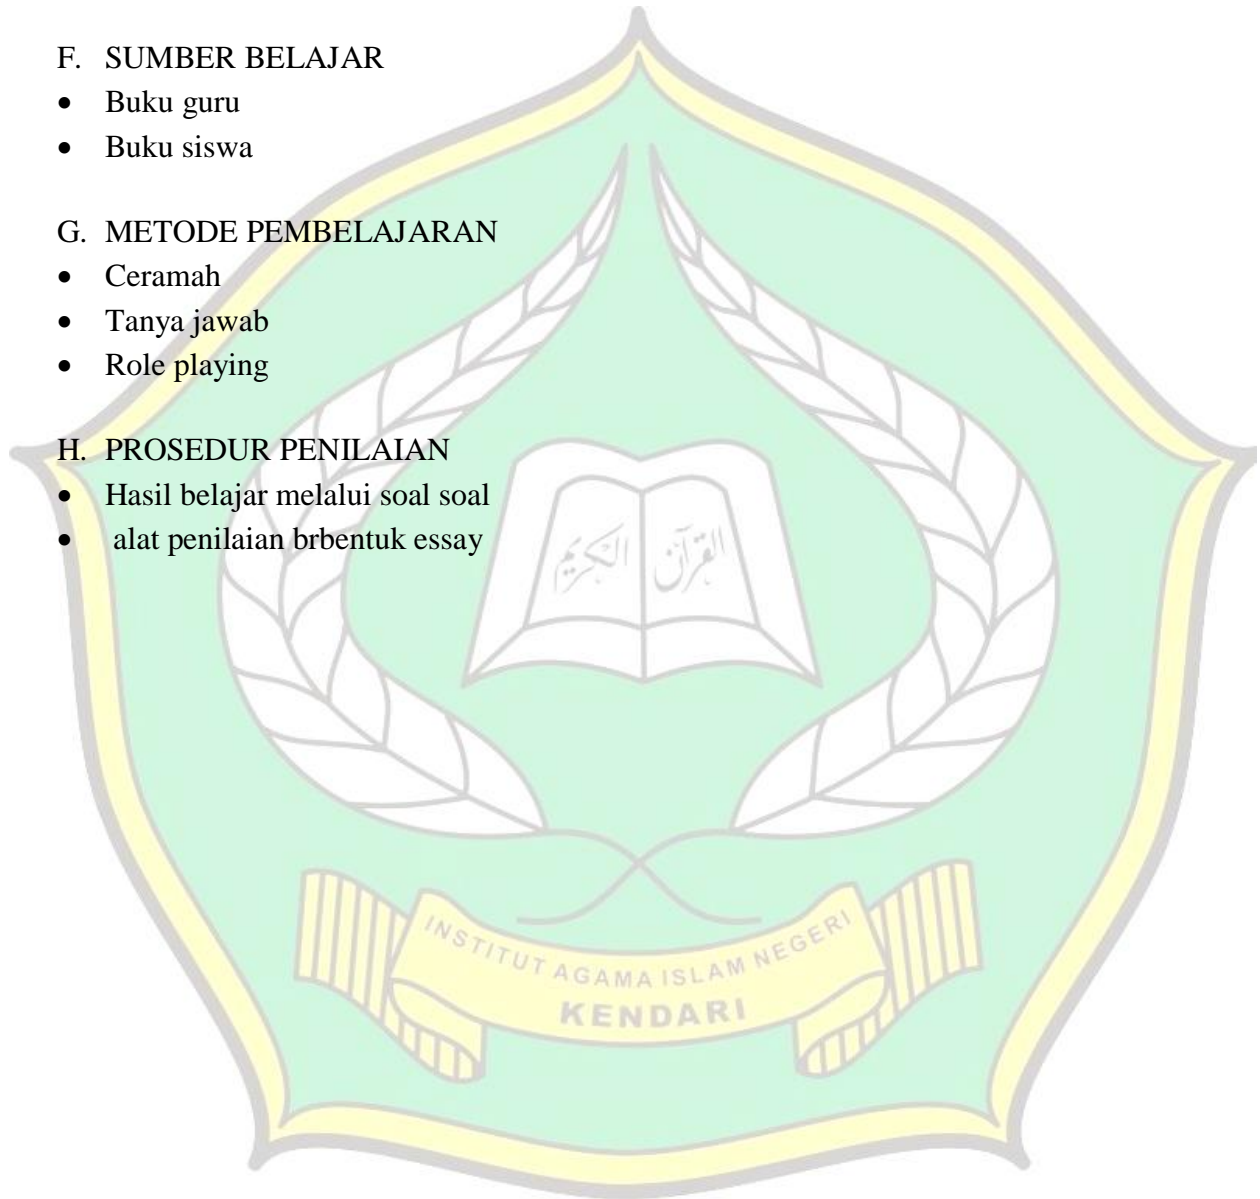 F. SUMBER BELAJAR
• Buku guru
• Buku siswa
G. METODE PEMBELAJARAN
• Ceramah
• Tanya jawab
• Role playing
H. PROSEDUR PENILAIAN
• Hasil belajar melalui soal soal
• alat penilaian brbentuk essay
القرآن الكريم
INSTITUT AGAMA ISLAM NEGERI
KENDARI